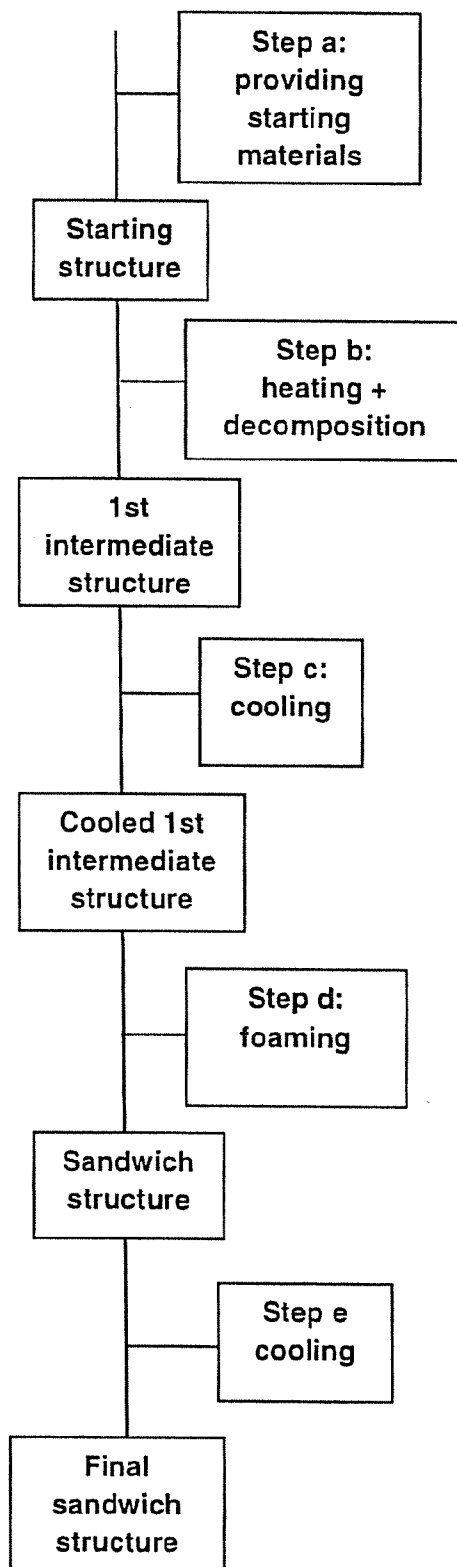 Step a:
providing
starting
materials
Starting
structure
Step b:
heating +
decomposition
1st
intermediate
structure
Step c:
cooling
Cooled 1st
intermediate
structure
Step d:
foaming
Sandwich
structure
Step e
cooling
Final
sandwich
structure